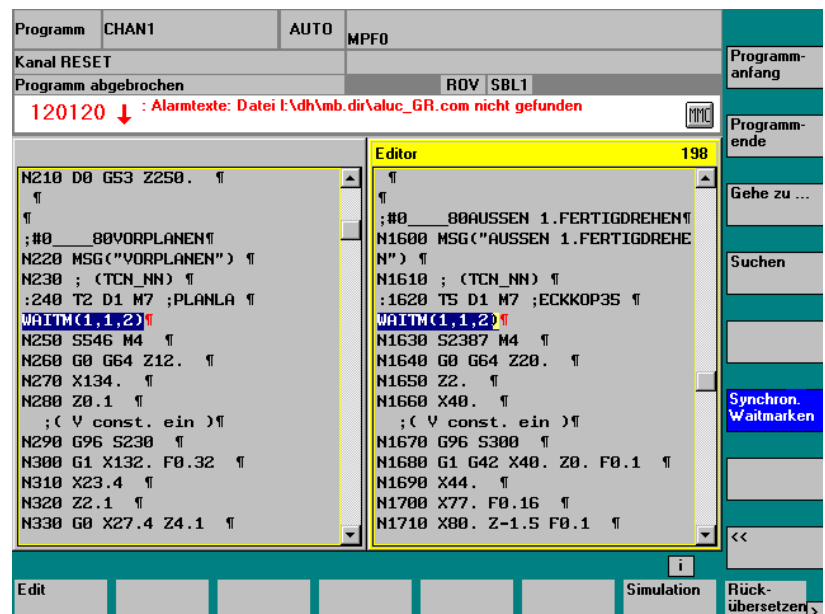 Programm CHAN1 AUTO MPF0
Kanal RESET
Programm abgebrochen ROV SBL1
120120 ↓ : Alarmtexte: Datei I:\dh\mb.dir\aluc_GR.com nicht gefunden MMC
N210 D0 G53 Z250. ¶
¶
¶
;#0____80VORPLANEN¶
N220 MSG("VORPLANEN") ¶
N230 ; (TCN_NN) ¶
:240 T2 D1 M7 ;PLANLA ¶
WAITM(1,1,2)¶
N250 S546 M4 ¶
N260 G0 G64 Z12. ¶
N270 X134. ¶
N280 Z0.1 ¶
;( V const. ein )¶
N290 G96 S230 ¶
N300 G1 X132. F0.32 ¶
N310 X23.4 ¶
N320 Z2.1 ¶
N330 G0 X27.4 Z4.1 ¶
Editor 198
¶
¶
;#0____80AUSSEN 1.FERTIGDREHEN¶
N1600 MSG("AUSSEN 1.FERTIGDREHE
N") ¶
N1610 ; (TCN_NN) ¶
:1620 T5 D1 M7 ;ECKKOP35 ¶
WAITM(1,1,2)¶
N1630 S2387 M4 ¶
N1640 G0 G64 Z20. ¶
N1650 Z2. ¶
N1660 X40. ¶
;( V const. ein )¶
N1670 G96 S300 ¶
N1680 G1 G42 X40. Z0. F0.1 ¶
N1690 X44. ¶
N1700 X77. F0.16 ¶
N1710 X80. Z-1.5 F0.1 ¶
Programm-
anfang
Programm-
ende
Gehe zu ...
Suchen
Synchron.
Waitmarken
<<
i
Edit
Simulation
Rück-
übersetzen >